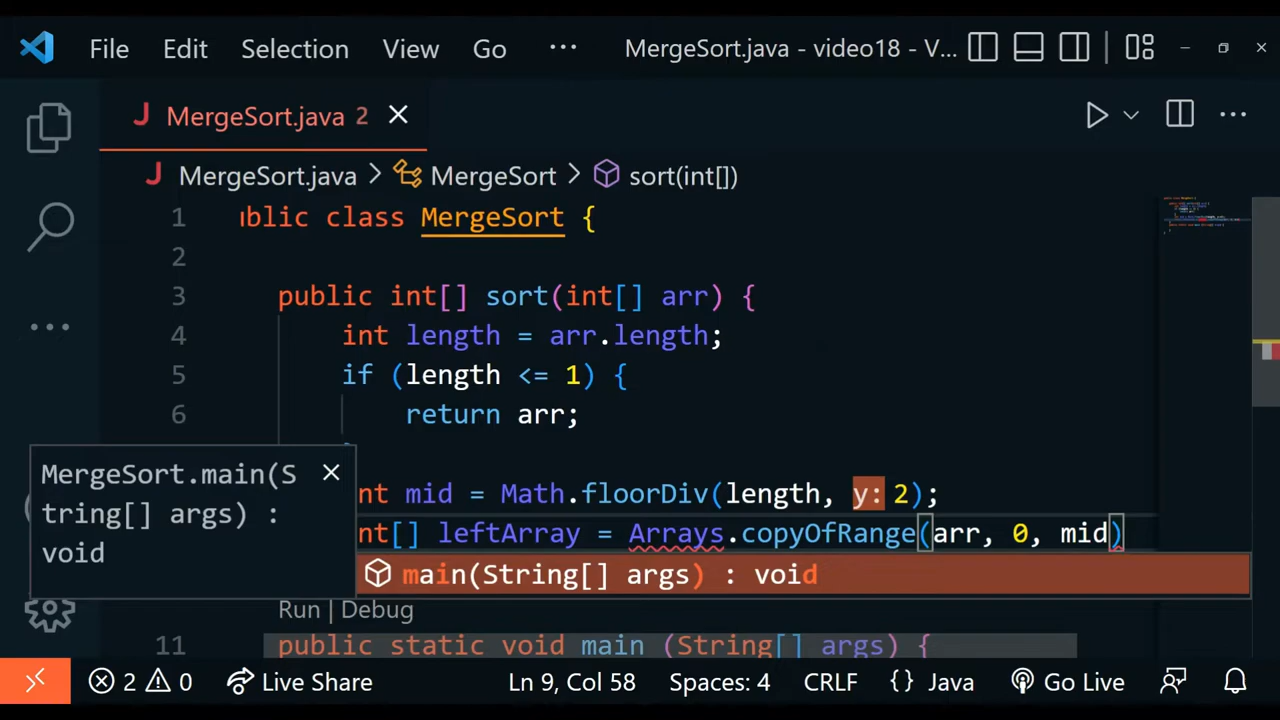 File Edit Selection View Go ··· MergeSort.java - video18 - V...
MergeSort.java 2
MergeSort.java > MergeSort > sort(int[])
1 ublic class MergeSort {
2
3 public int[] sort(int[] arr) {
4 int length = arr.length;
5 if (length <= 1) {
6 return arr;
MergeSort.main(S
tring[] args) :
void
nt mid = Math.floorDiv(length, y: 2);
nt[] leftArray = Arrays.copyOfRange(arr, 0, mid)
main(String[] args) : void
Run | Debug
11 public static void main (String[] args) {
2 0 Live Share Ln 9, Col 58 Spaces: 4 CRLF {} Java Go Live